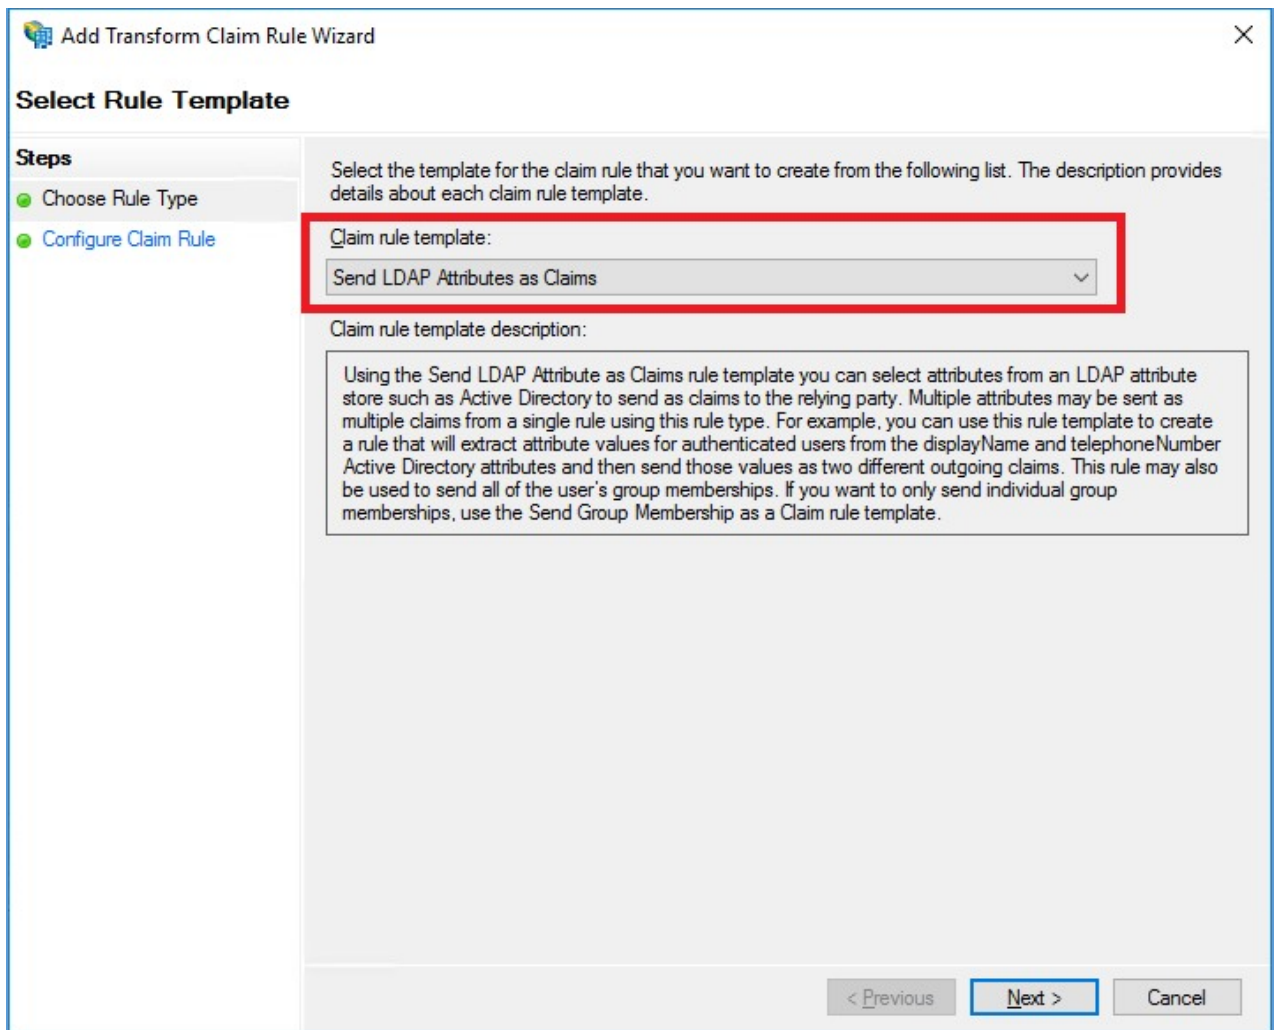 Add Transform Claim Rule Wizard
Select Rule Template
Steps
Choose Rule Type
Configure Claim Rule
Select the template for the claim rule that you want to create from the following list. The description provides
details about each claim rule template.
Claim rule template:
Send LDAP Attributes as Claims
Claim rule template description:
Using the Send LDAP Attribute as Claims rule template you can select attributes from an LDAP attribute
store such as Active Directory to send as claims to the relying party. Multiple attributes may be sent as
multiple claims from a single rule using this rule type. For example, you can use this rule template to create
a rule that will extract attribute values for authenticated users from the displayName and telephoneNumber
Active Directory attributes and then send those values as two different outgoing claims. This rule may also
be used to send all of the user's group memberships. If you want to only send individual group
memberships, use the Send Group Membership as a Claim rule template.
< Previous
Next >
Cancel